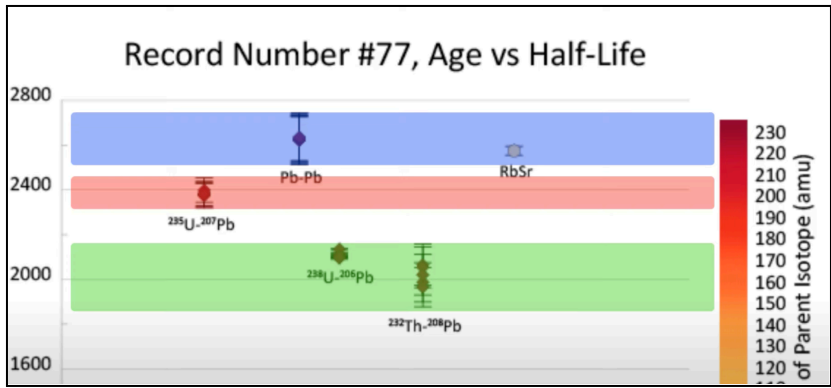 Record Number #77, Age vs Half-Life
2800
2400
2000
1600
Pb-Pb
RbSr
²³⁵U-²⁰⁷Pb
²³⁸U-²⁰⁶Pb
²³²Th-²⁰⁸Pb
230
220
210
200
190
180
170
160
150
140
130
120
of Parent Isotope (amu)